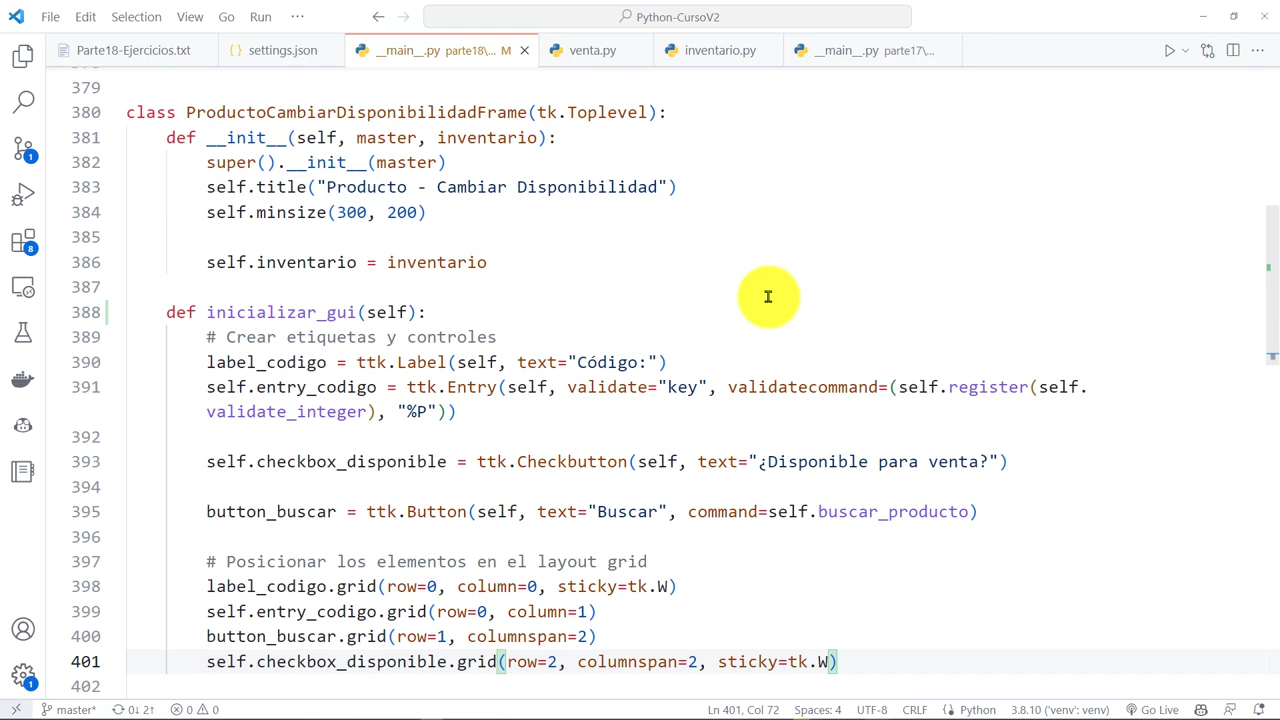 File Edit Selection View Go Run ··· Python-CursoV2
Parte18-Ejercicios.txt {} settings.json __main__.py parte18\... M venta.py inventario.py __main__.py parte17\...
379
380 class ProductoCambiarDisponibilidadFrame(tk.Toplevel):
381 def __init__(self, master, inventario):
382 super().__init__(master)
383 self.title("Producto - Cambiar Disponibilidad")
384 self.minsize(300, 200)
385
386 self.inventario = inventario
387
388 def inicializar_gui(self):
389 # Crear etiquetas y controles
390 label_codigo = ttk.Label(self, text="Código:")
391 self.entry_codigo = ttk.Entry(self, validate="key", validatecommand=(self.register(self.
validate_integer), "%P"))
392
393 self.checkbox_disponible = ttk.Checkbutton(self, text="¿Disponible para venta?")
394
395 button_buscar = ttk.Button(self, text="Buscar", command=self.buscar_producto)
396
397 # Posicionar los elementos en el layout grid
398 label_codigo.grid(row=0, column=0, sticky=tk.W)
399 self.entry_codigo.grid(row=0, column=1)
400 button_buscar.grid(row=1, columnspan=2)
401 self.checkbox_disponible.grid(row=2, columnspan=2, sticky=tk.W)
402
1
8
1
master* 0↓ 2↑ 0 0 Ln 401, Col 72 Spaces: 4 UTF-8 CRLF Python 3.8.10 ('venv': venv) Go Live